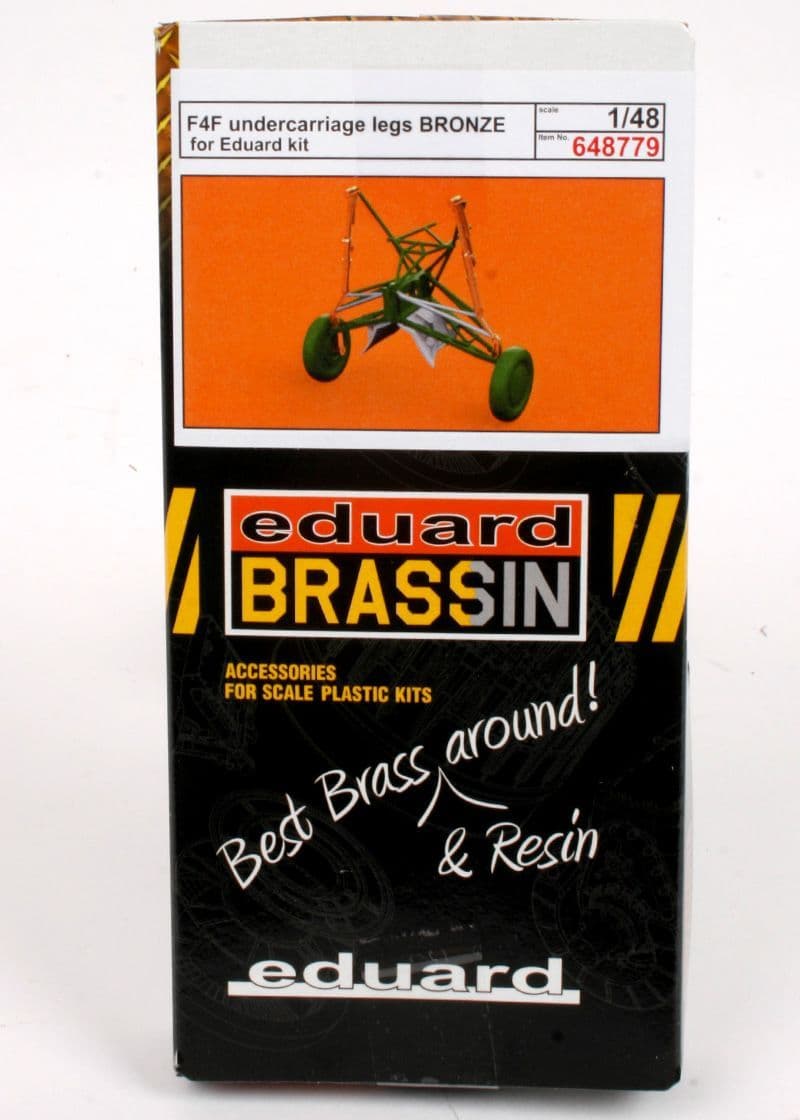 F4F undercarriage legs BRONZE
for Eduard kit
scale
1/48
Item No.
648779
eduard
BRASSIN
ACCESSORIES
FOR SCALE PLASTIC KITS
Best Brass around!
& Resin
eduard